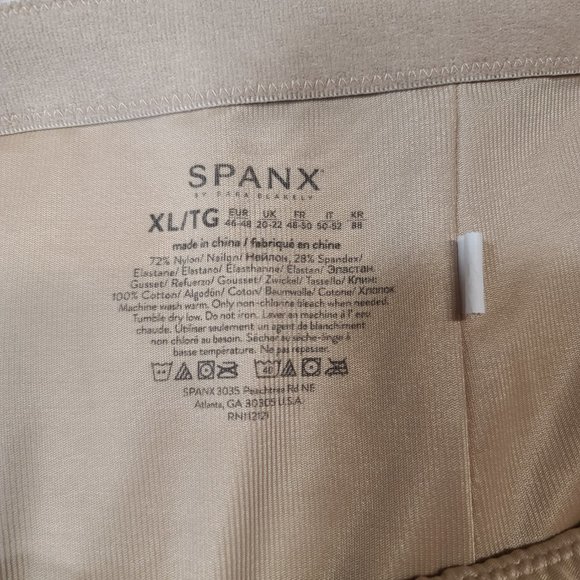 SPANX®
BY SARA BLAKELY
XL/TG EUR 46-48 UK 20-22 FR 48-50 IT 50-52 KR 88
made in china / fabriqué en chine
72% Nylon/ Nailon/ Нейлон, 28% Spandex/
Elastane/ Elastano/ Élasthanne/ Elastan/ Эластан.
Gusset/ Refuerzo/ Gousset/ Zwickel/ Tassello/ Клин:
100% Cotton/ Algodón/ Coton/ Baumwolle/ Cotone/ Хлопок
Machine wash warm. Only non-chlorine bleach when needed.
Tumble dry low. Do not iron. Laver en machine à l' eau
chaude. Utiliser seulement un agent de blanchiment
non chloré au besoin. Sécher au sèche-linge à
basse température. Ne pas repasser.
40
SPANX 3035 Peachtree Rd NE
Atlanta, GA 30305 U.S.A.
RN112121